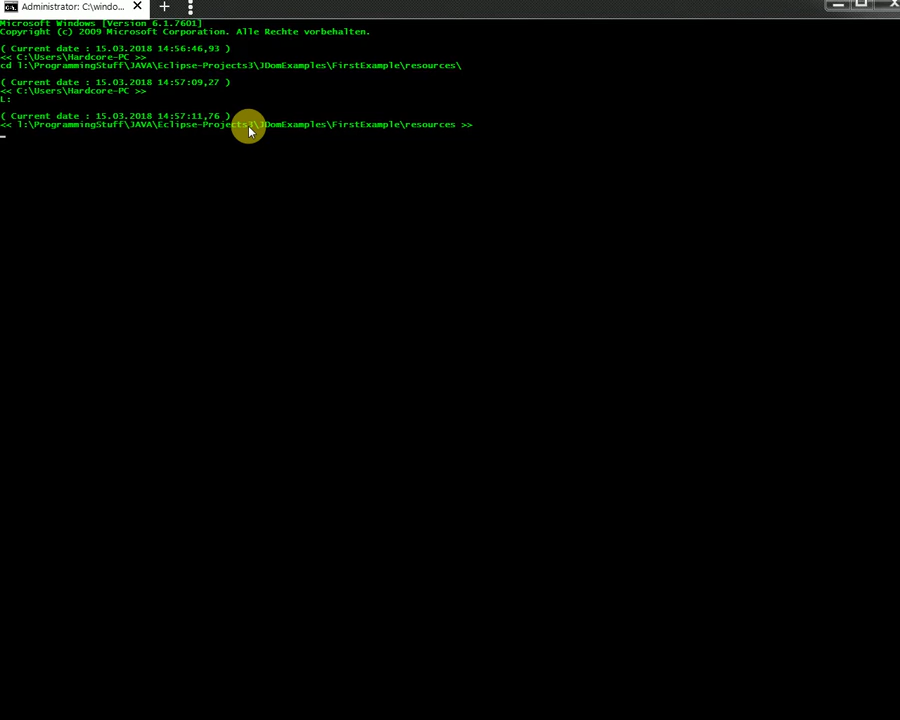 Administrator: C:\windo...
Microsoft Windows [Version 6.1.7601]
Copyright (c) 2009 Microsoft Corporation. Alle Rechte vorbehalten.
( Current date : 15.03.2018 14:56:46,93 )
<< C:\Users\Hardcore-PC >>
cd l:\ProgrammingStuff\JAVA\Eclipse-Projects3\JDomExamples\FirstExample\resources\
( Current date : 15.03.2018 14:57:09,27 )
<< C:\Users\Hardcore-PC >>
L:
( Current date : 15.03.2018 14:57:11,76 )
<< l:\ProgrammingStuff\JAVA\Eclipse-Projects3\JDomExamples\FirstExample\resources >>